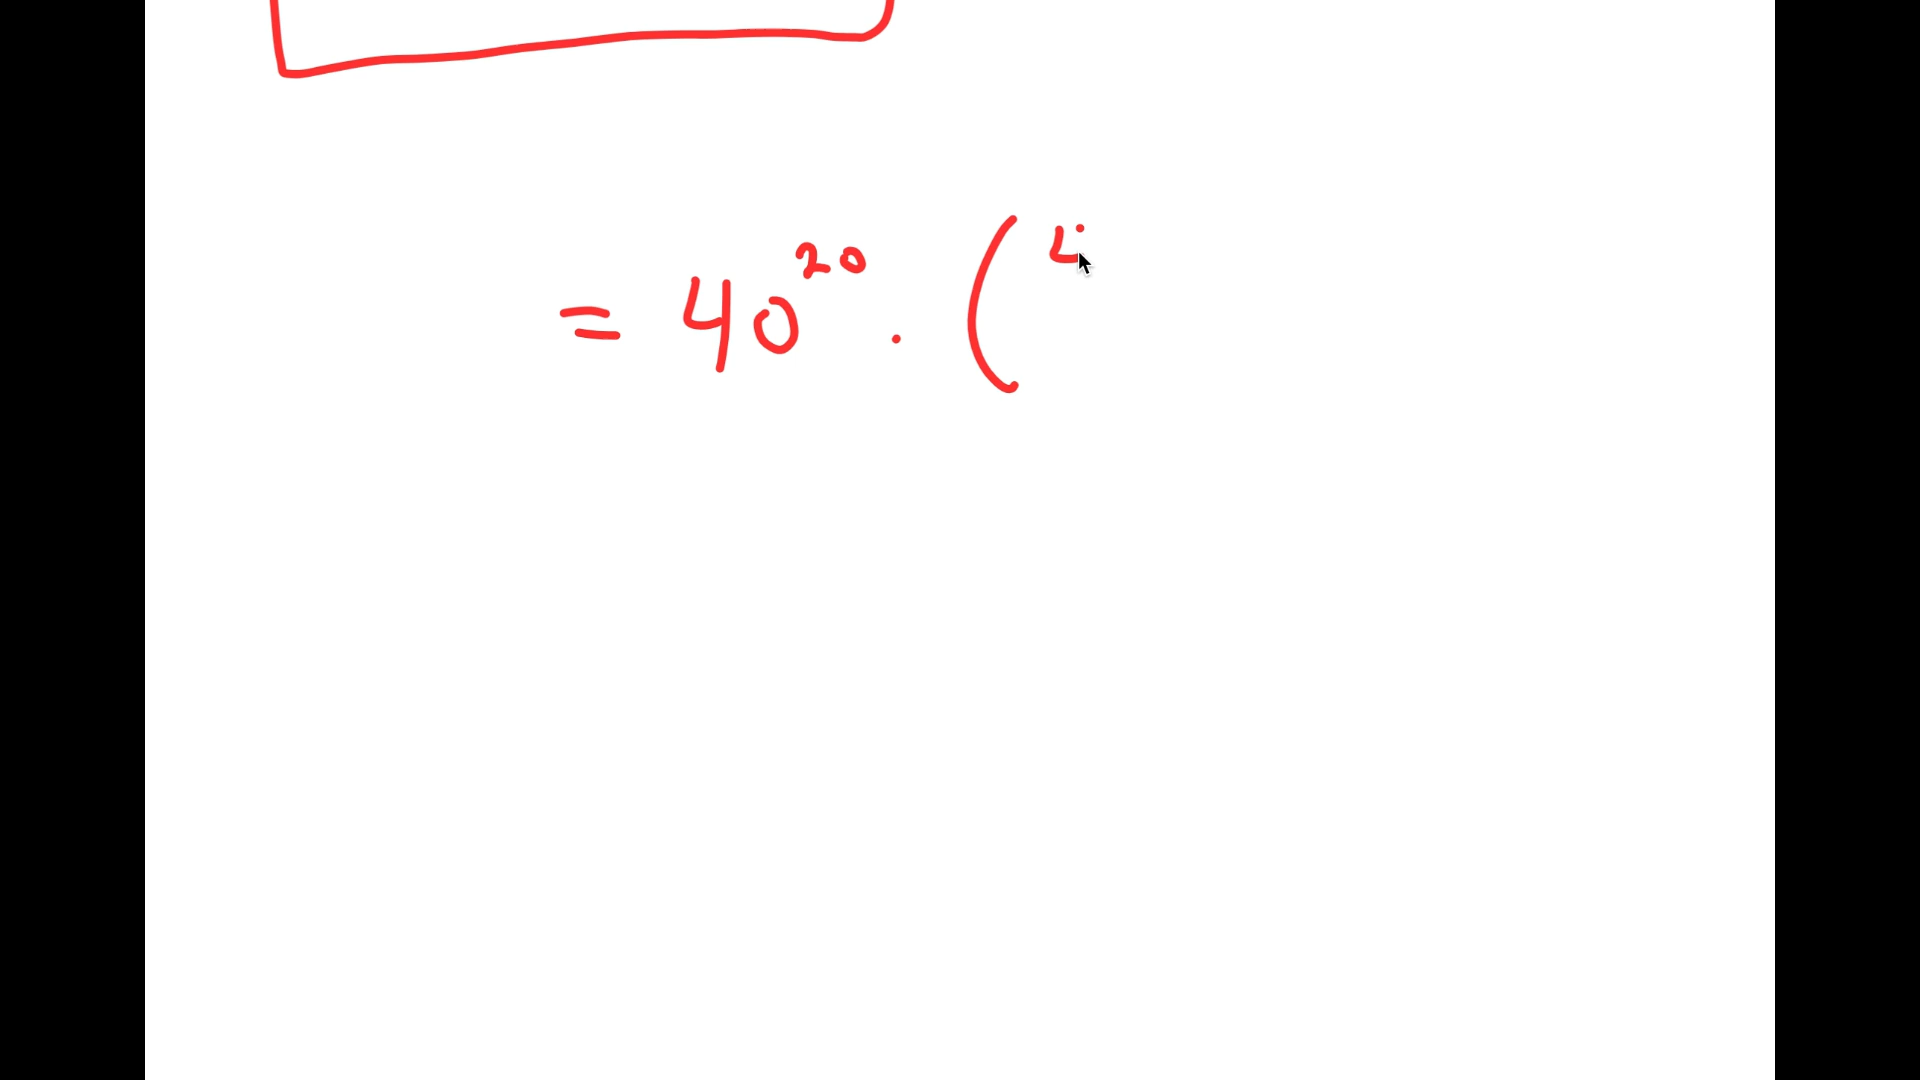 = 40²⁰ . (